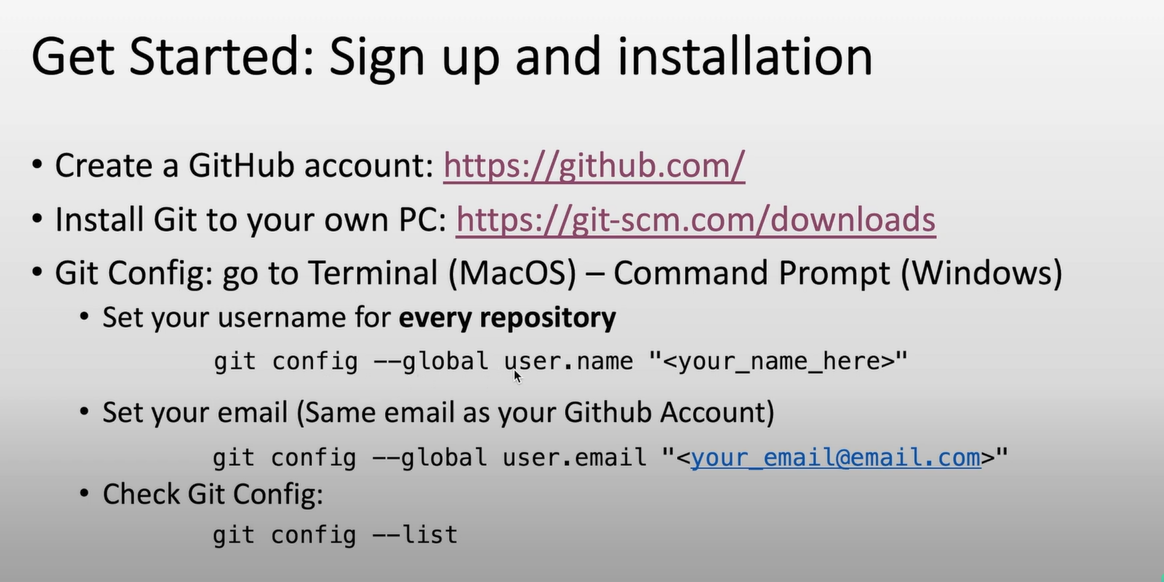 Get Started: Sign up and installation
• Create a GitHub account: https://github.com/
• Install Git to your own PC: https://git-scm.com/downloads
• Git Config: go to Terminal (MacOS) – Command Prompt (Windows)
• Set your username for every repository
git config --global user.name "<your_name_here>"
• Set your email (Same email as your Github Account)
git config --global user.email "<your_email@email.com>"
• Check Git Config:
git config --list